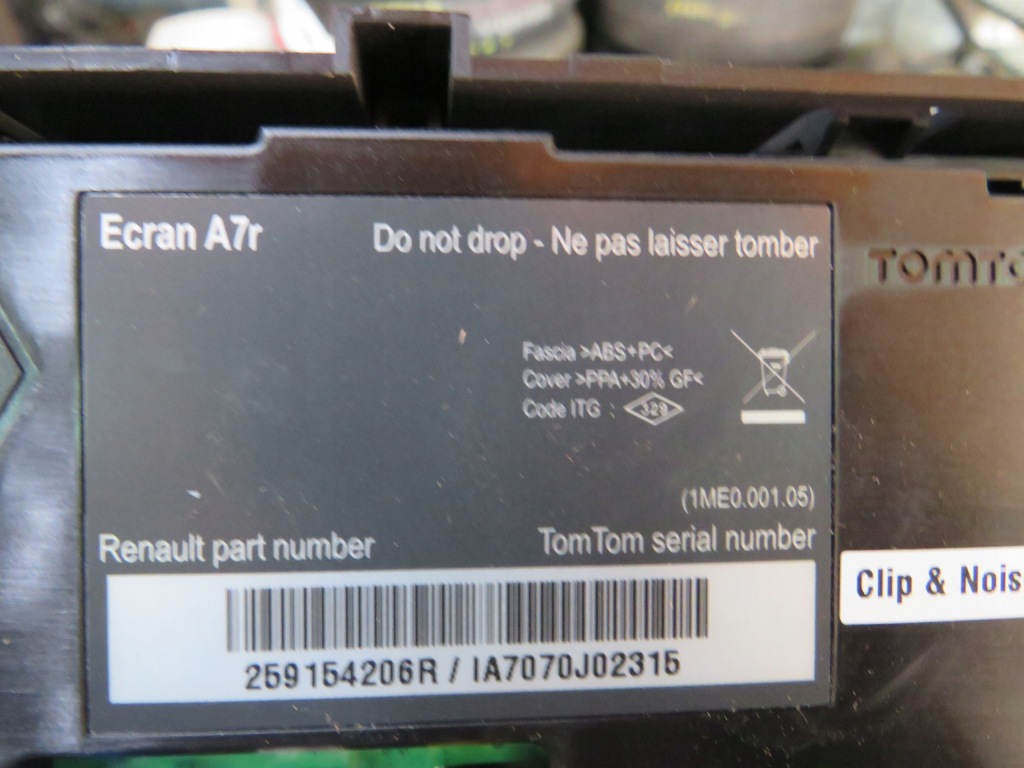 Ecran A7r
Do not drop - Ne pas laisser tomber
TOMTO
Fascia >ABS+PC<
Cover >PPA+30% GF<
Code ITG : 329
(1ME0.001.05)
Renault part number
TomTom serial number
Clip & Nois
259154206R / IA7070J02315